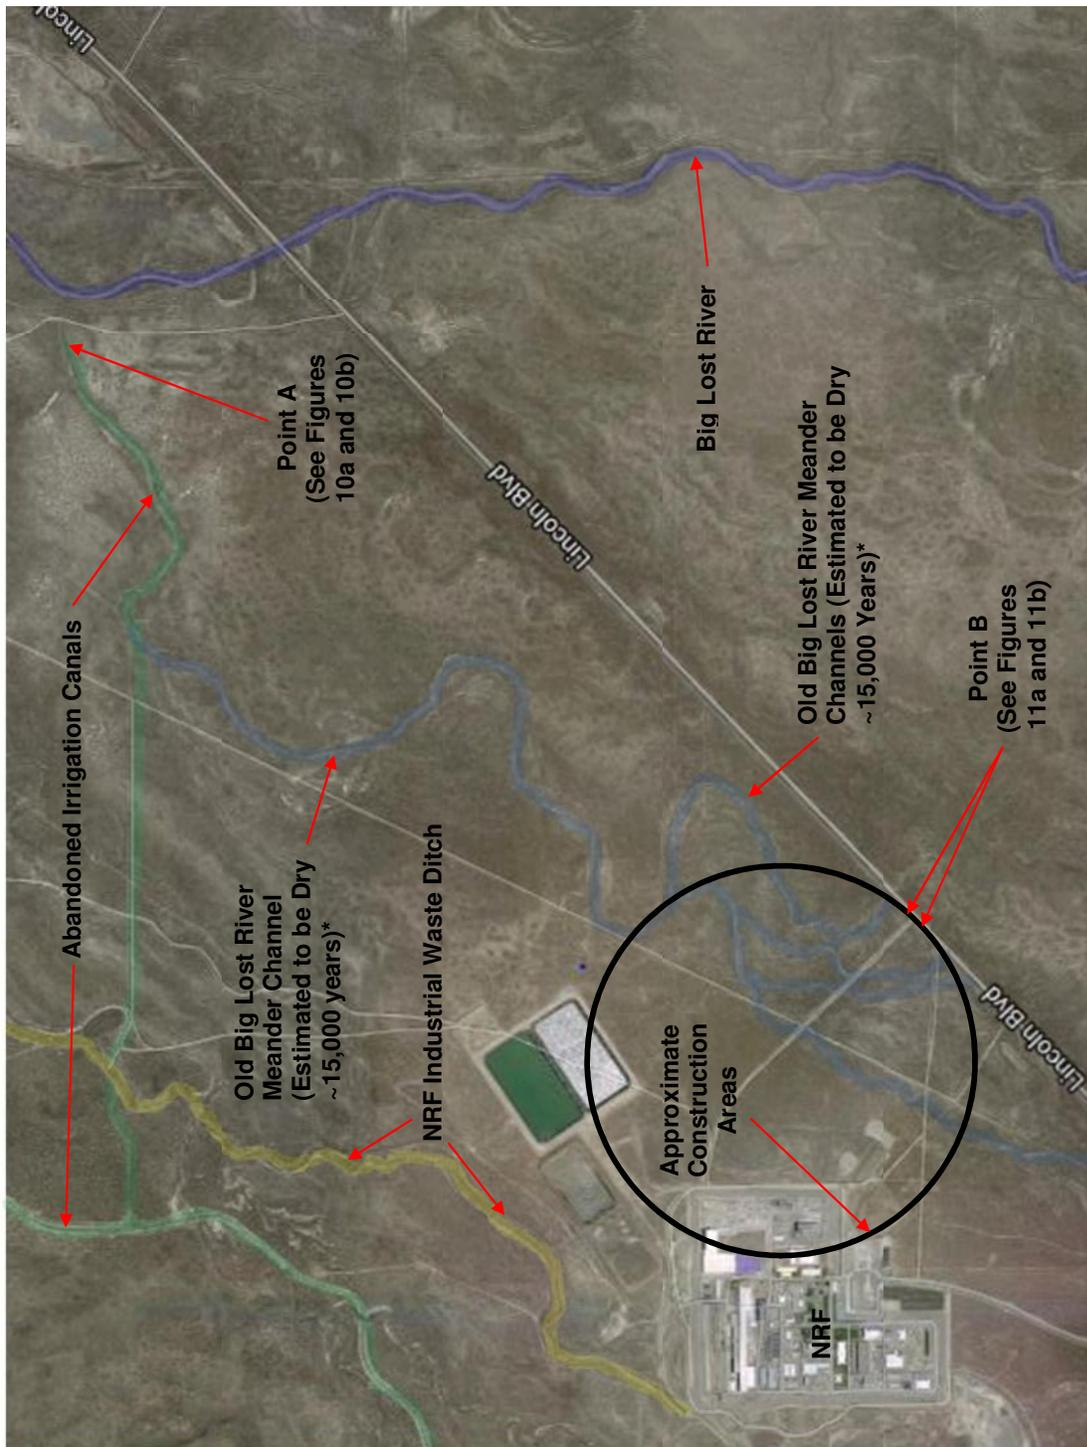 Abandoned Irrigation Canals
Old Big Lost River
Meander Channel
(Estimated to be Dry
~15,000 years)*
Point A
(See Figures
10a and 10b)
Lincol
NRF Industrial Waste Ditch
Lincoln Blvd
Big Lost River
Approximate
Construction
Areas
Old Big Lost River Meander
Channels (Estimated to be Dry
~15,000 Years)*
NRF
Point B
(See Figures
11a and 11b)
Lincoln Blvd